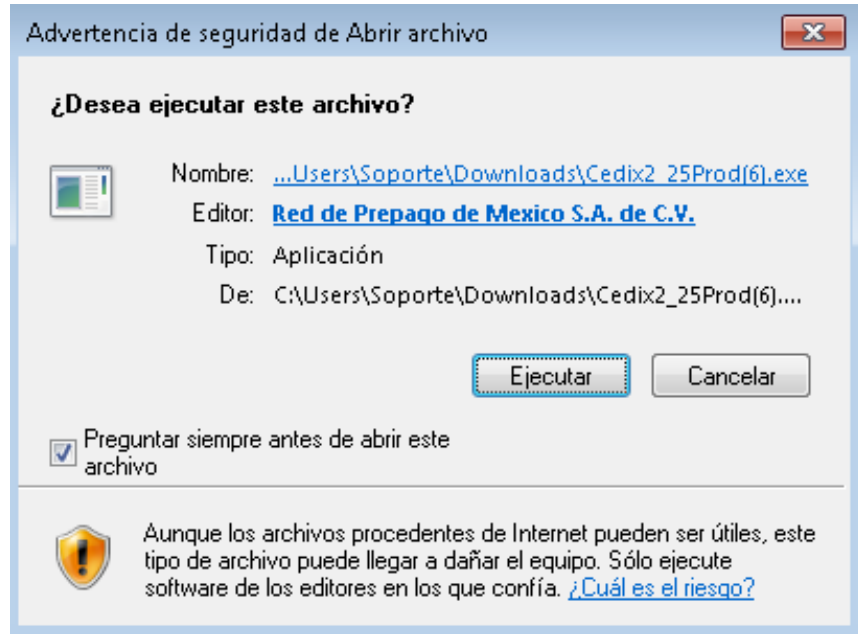 Advertencia de seguridad de Abrir archivo
¿Desea ejecutar este archivo?
Nombre: ...Users\Soporte\Downloads\Cedix2_25Prod(6).exe
Editor: Red de Prepago de Mexico S.A. de C.V.
Tipo: Aplicación
De: C:\Users\Soporte\Downloads\Cedix2_25Prod(6)....
Ejecutar Cancelar
Preguntar siempre antes de abrir este
archivo
Aunque los archivos procedentes de Internet pueden ser útiles, este
tipo de archivo puede llegar a dañar el equipo. Sólo ejecute
software de los editores en los que confía. ¿Cuál es el riesgo?